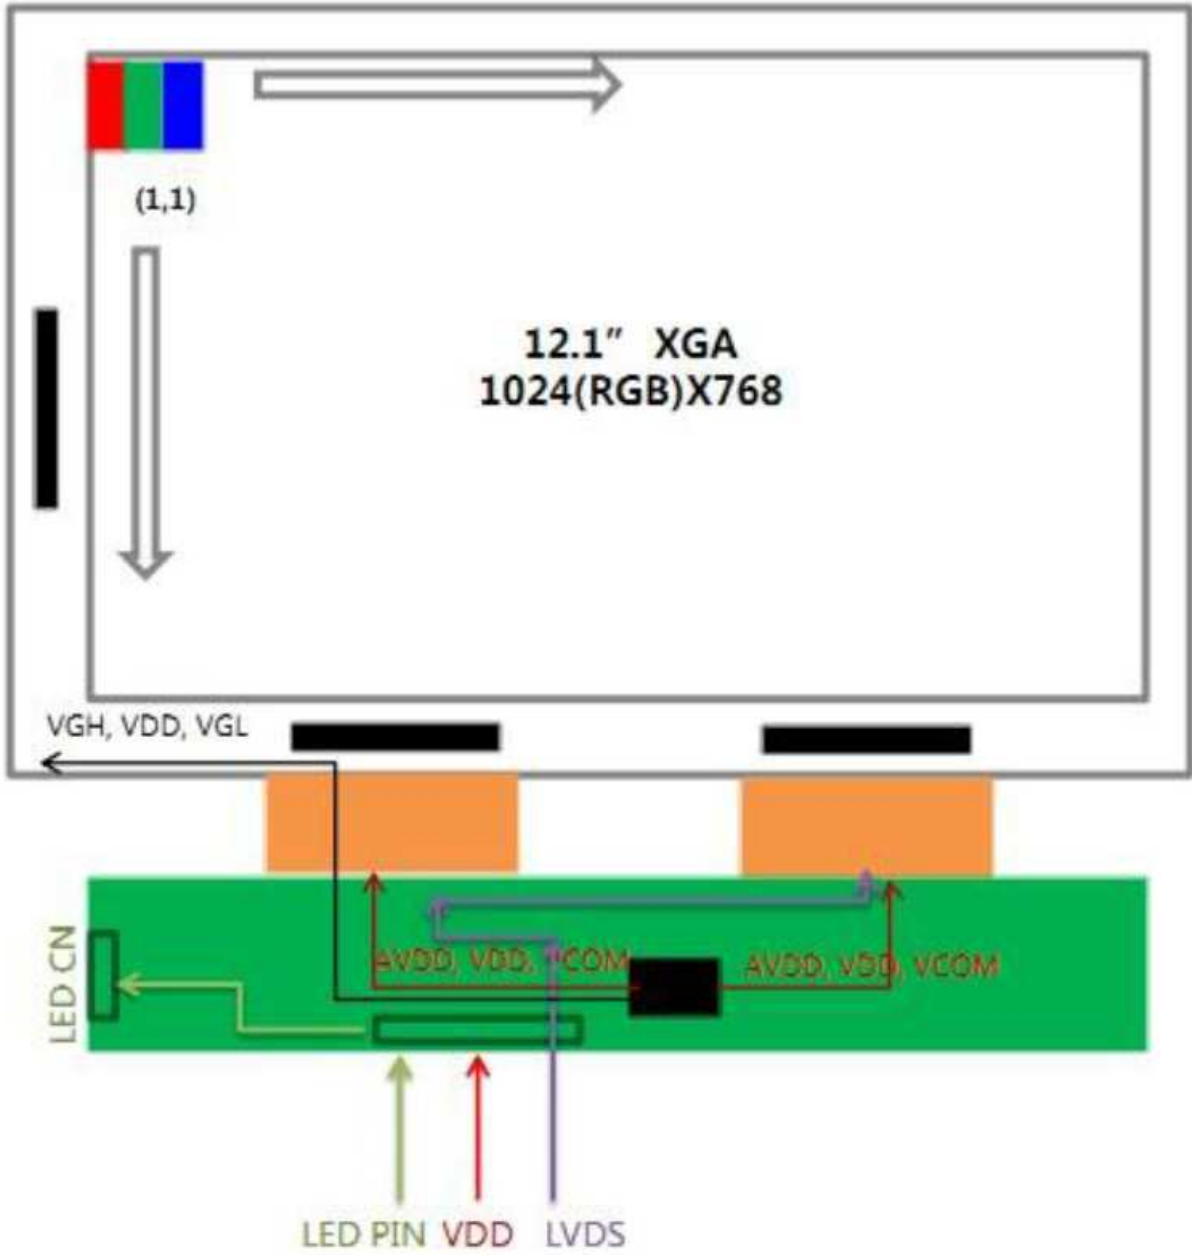 (1,1)
12.1″ XGA
1024(RGB)X768
VGH, VDD, VGL
LED CN
AVDD, VDD, VCOM
AVDD, VDD, VCOM
LED PIN
VDD
LVDS